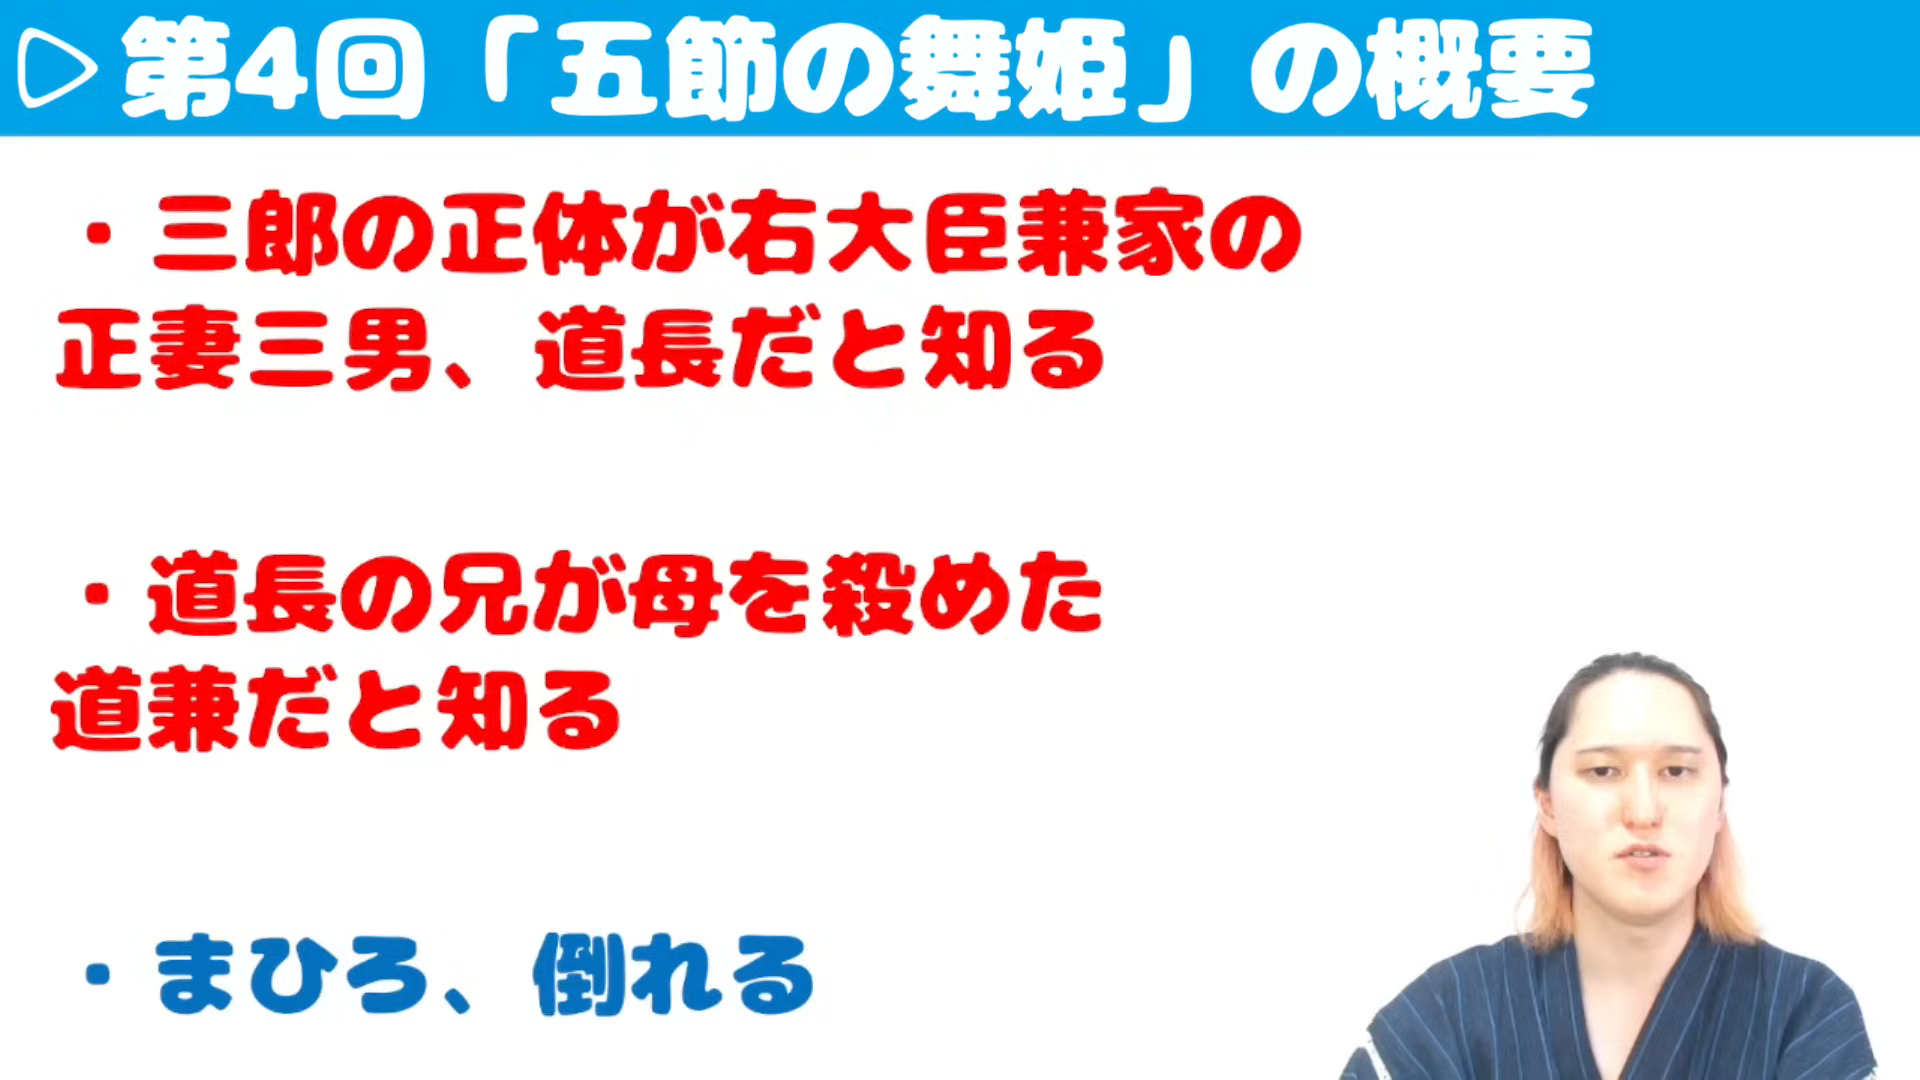 第4回「五節の舞姫」の概要
・三郎の正体が右大臣兼家の
正妻三男、道長だと知る
・道長の兄が母を殺めた
道兼だと知る
・まひろ、倒れる